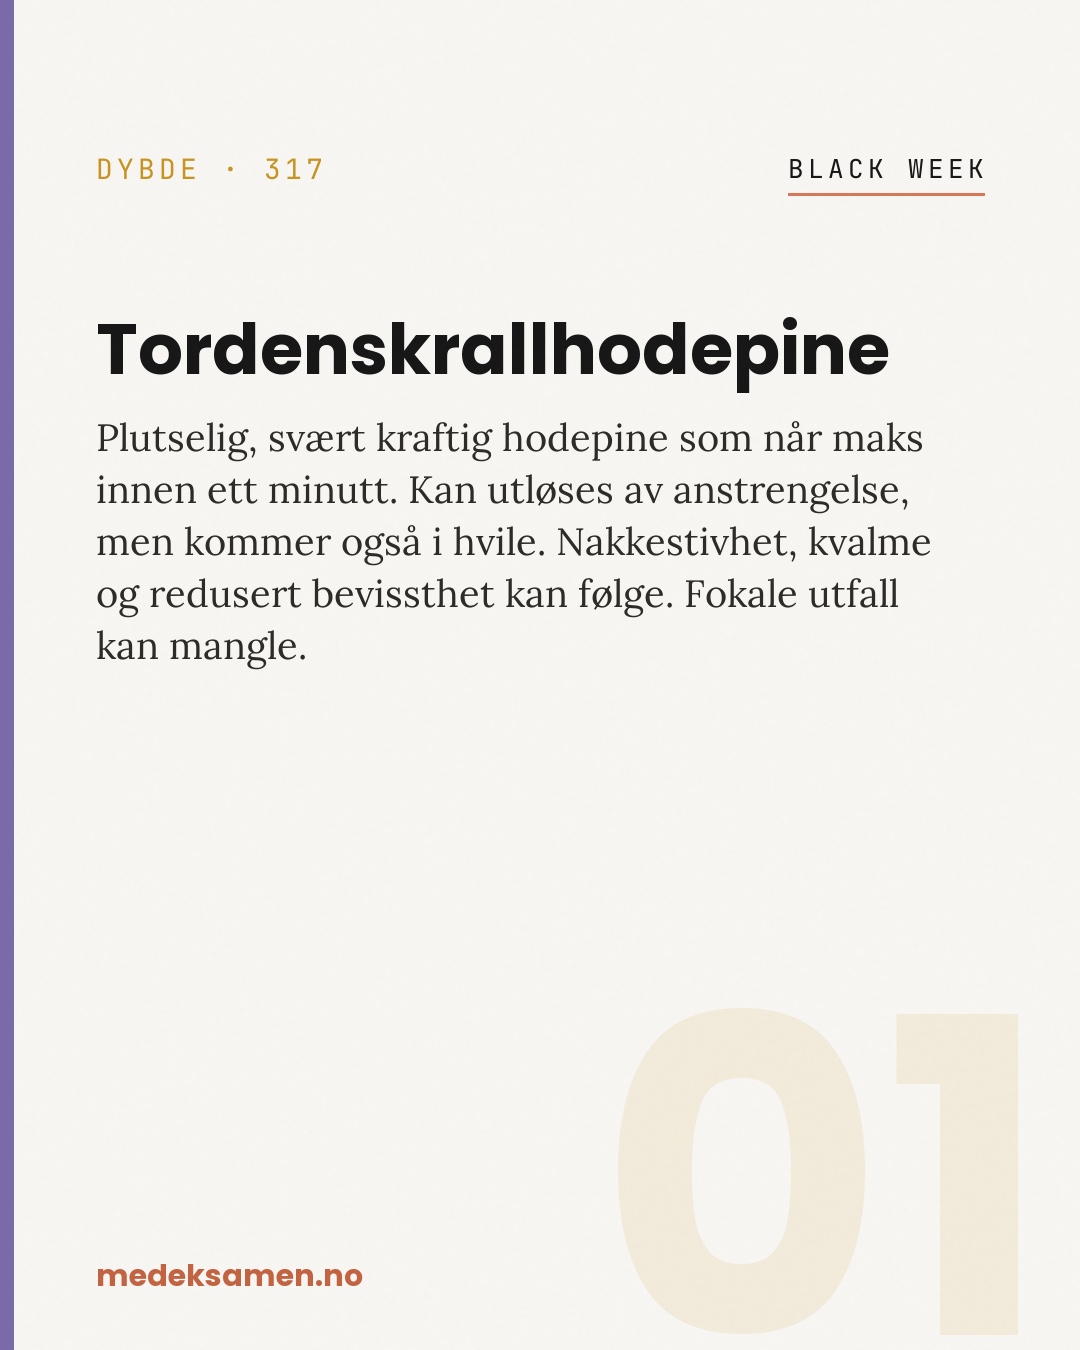 DYBDE · 317
BLACK WEEK
Tordenskrallhodepine
Plutselig, svært kraftig hodepine som når maks
innen ett minutt. Kan utløses av anstrengelse,
men kommer også i hvile. Nakkestivhet, kvalme
og redusert bevissthet kan følge. Fokale utfall
kan mangle.
01
medeksamen.no